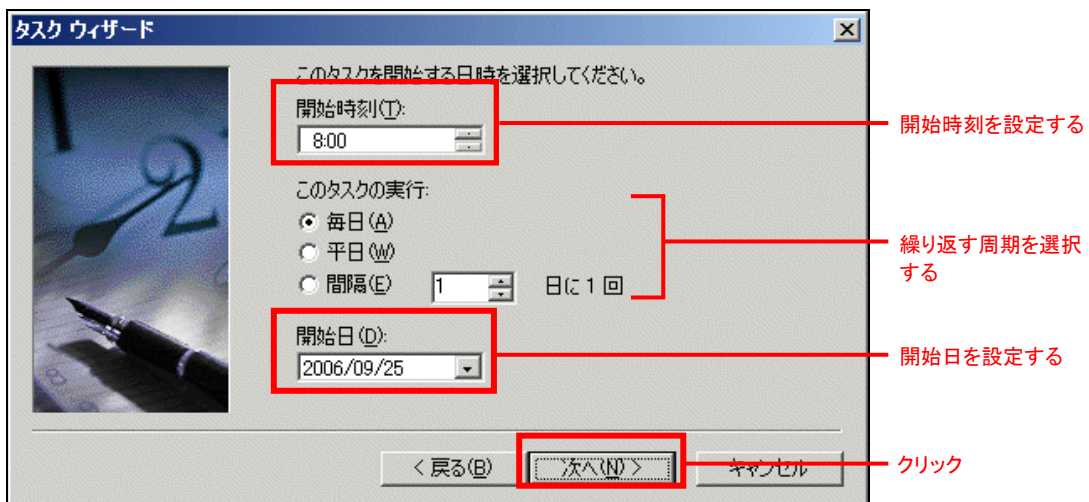 タスク ウィザード
このタスクを開始する日時を選択してください。
開始時刻(T):
8:00
開始時刻を設定する
このタスクの実行:
毎日(A)
平日(W)
間隔(E) 1 日に 1 回
繰り返す周期を選択
する
開始日(D):
2006/09/25
開始日を設定する
< 戻る(B)
次へ(N) >
キャンセル
クリック